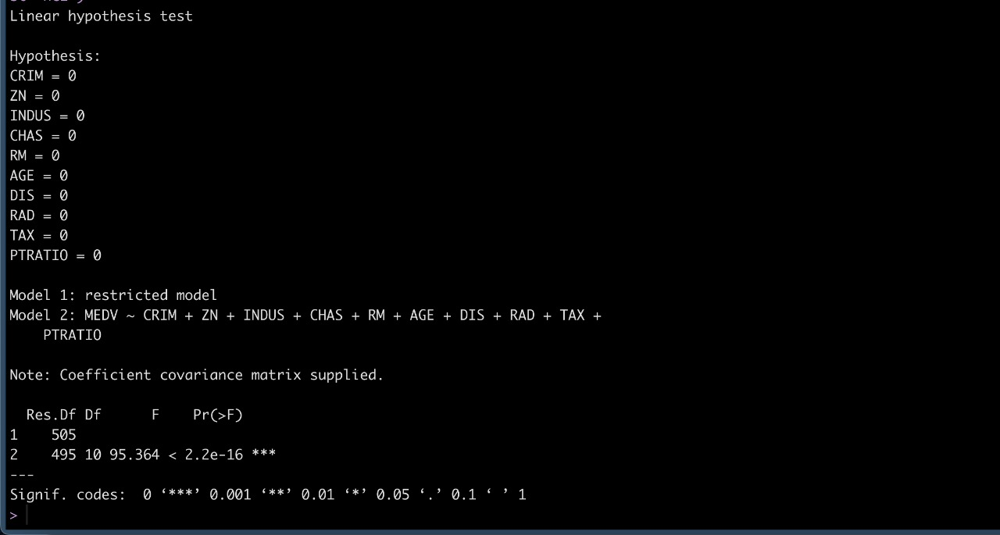 Linear hypothesis test
Hypothesis:
CRIM = 0
ZN = 0
INDUS = 0
CHAS = 0
RM = 0
AGE = 0
DIS = 0
RAD = 0
TAX = 0
PTRATIO = 0
Model 1: restricted model
Model 2: MEDV ~ CRIM + ZN + INDUS + CHAS + RM + AGE + DIS + RAD + TAX +
    PTRATIO
Note: Coefficient covariance matrix supplied.
  Res.Df Df      F    Pr(>F)
1    505
2    495 10 95.364 < 2.2e-16 ***
---
Signif. codes:  0 ‘***’ 0.001 ‘**’ 0.01 ‘*’ 0.05 ‘.’ 0.1 ‘ ’ 1
>